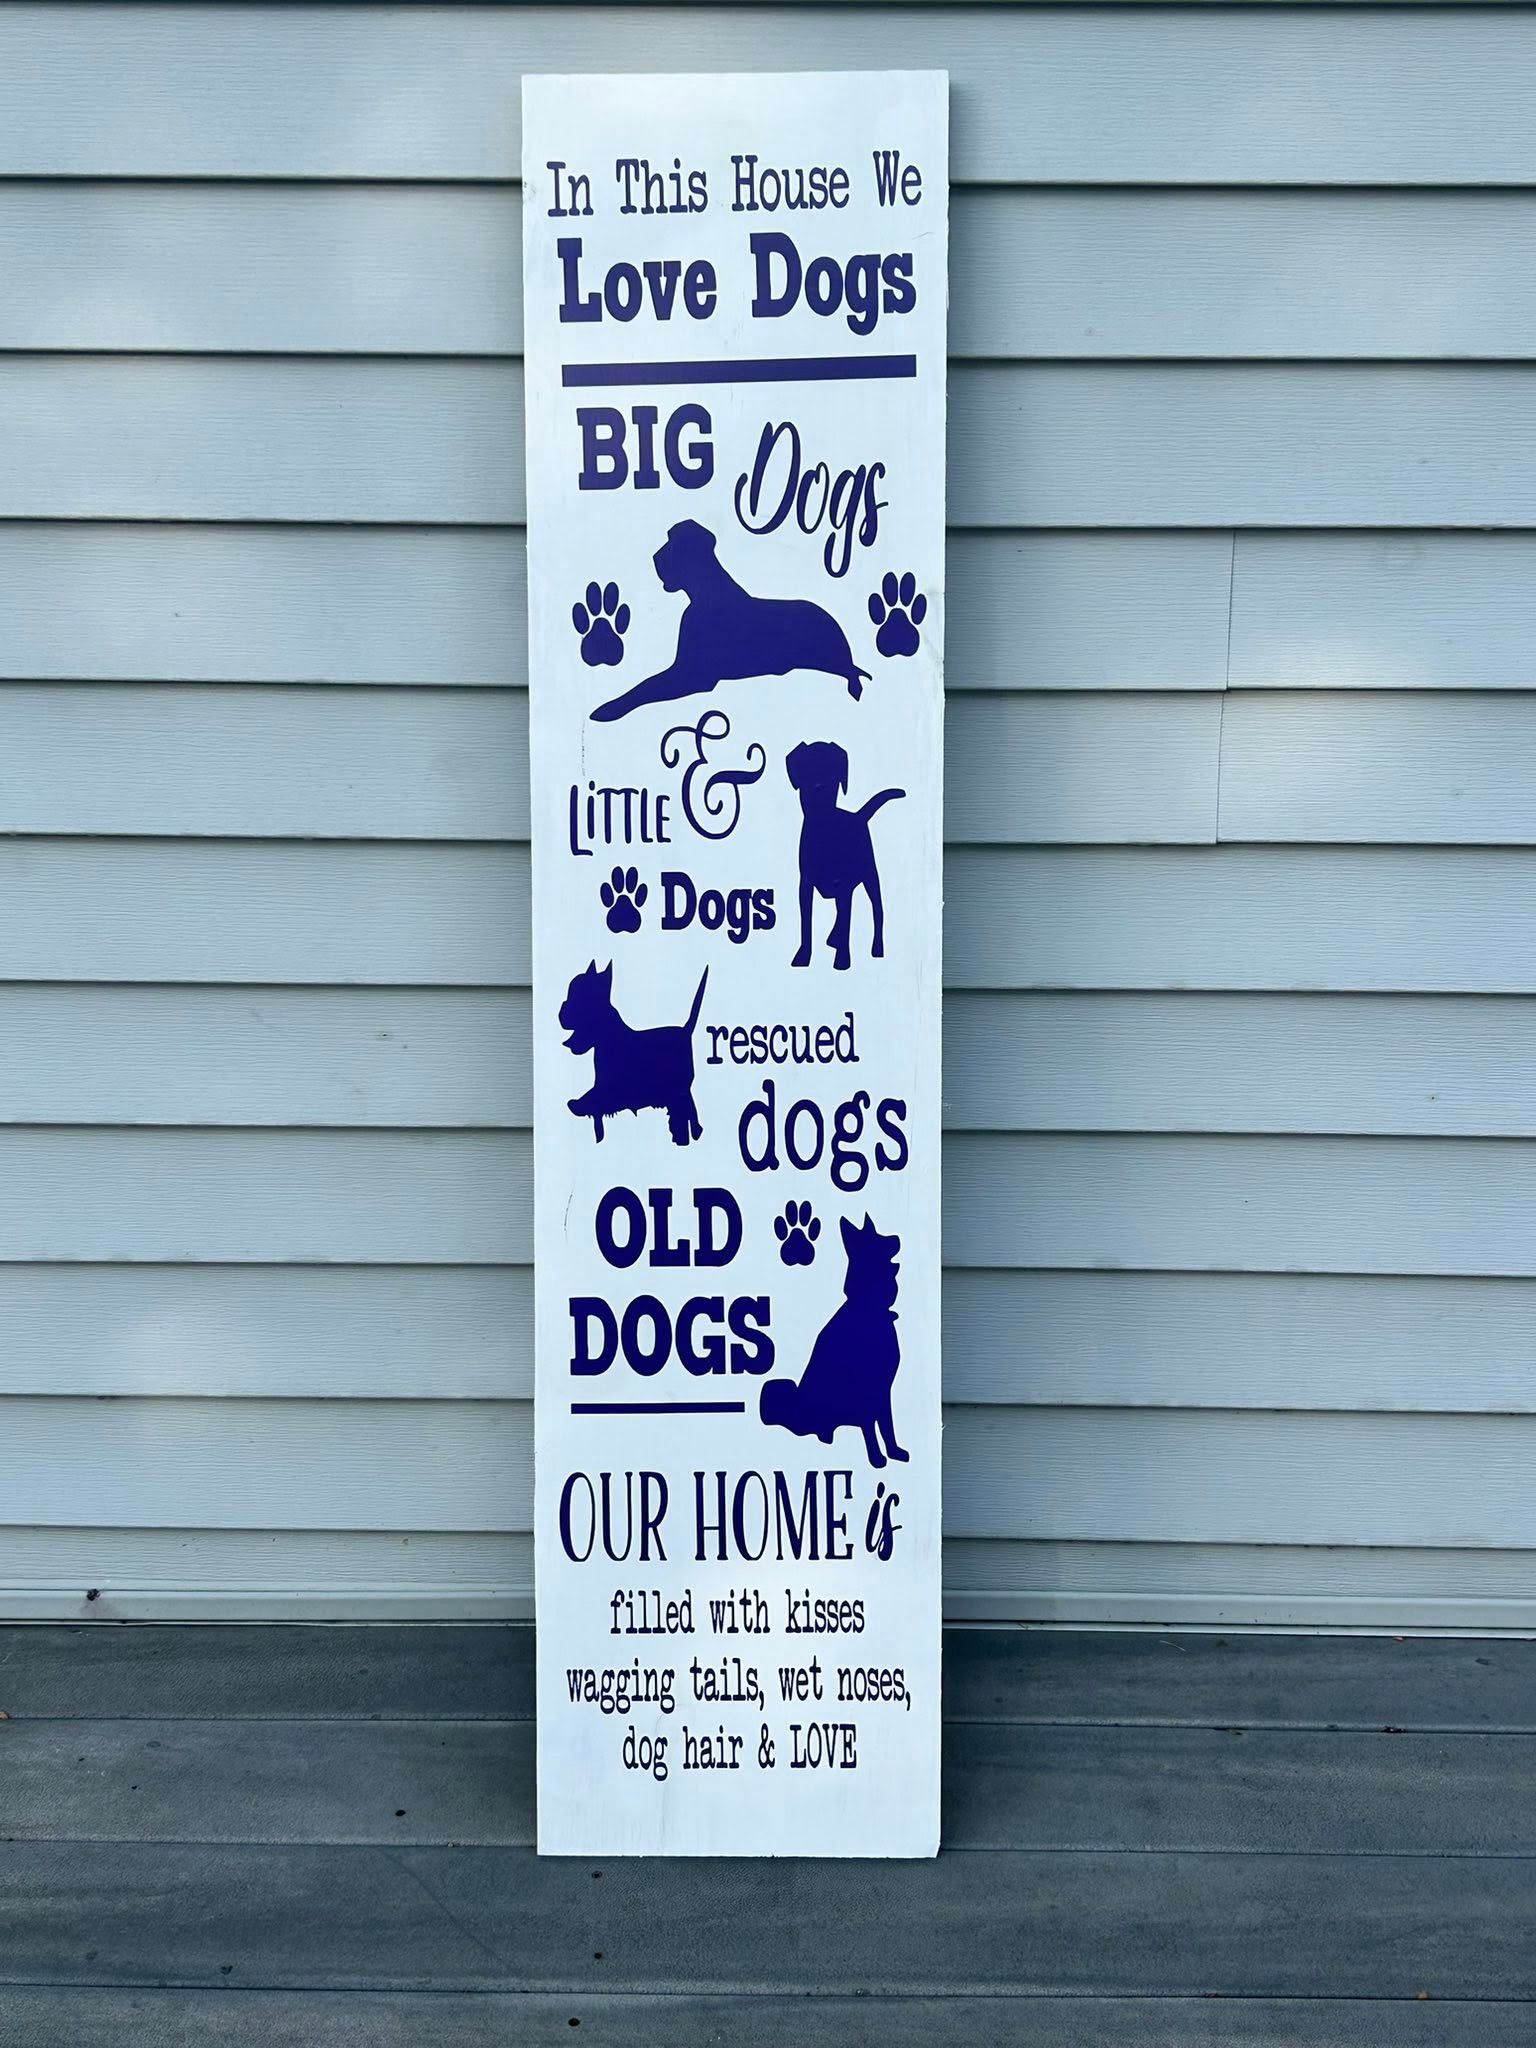 In This House We
Love Dogs
BIG Dogs
&
LiTTLE
Dogs
rescued
dogs
OLD
DOGS
OUR HOME is
filled with kisses
wagging tails, wet noses,
dog hair & LOVE